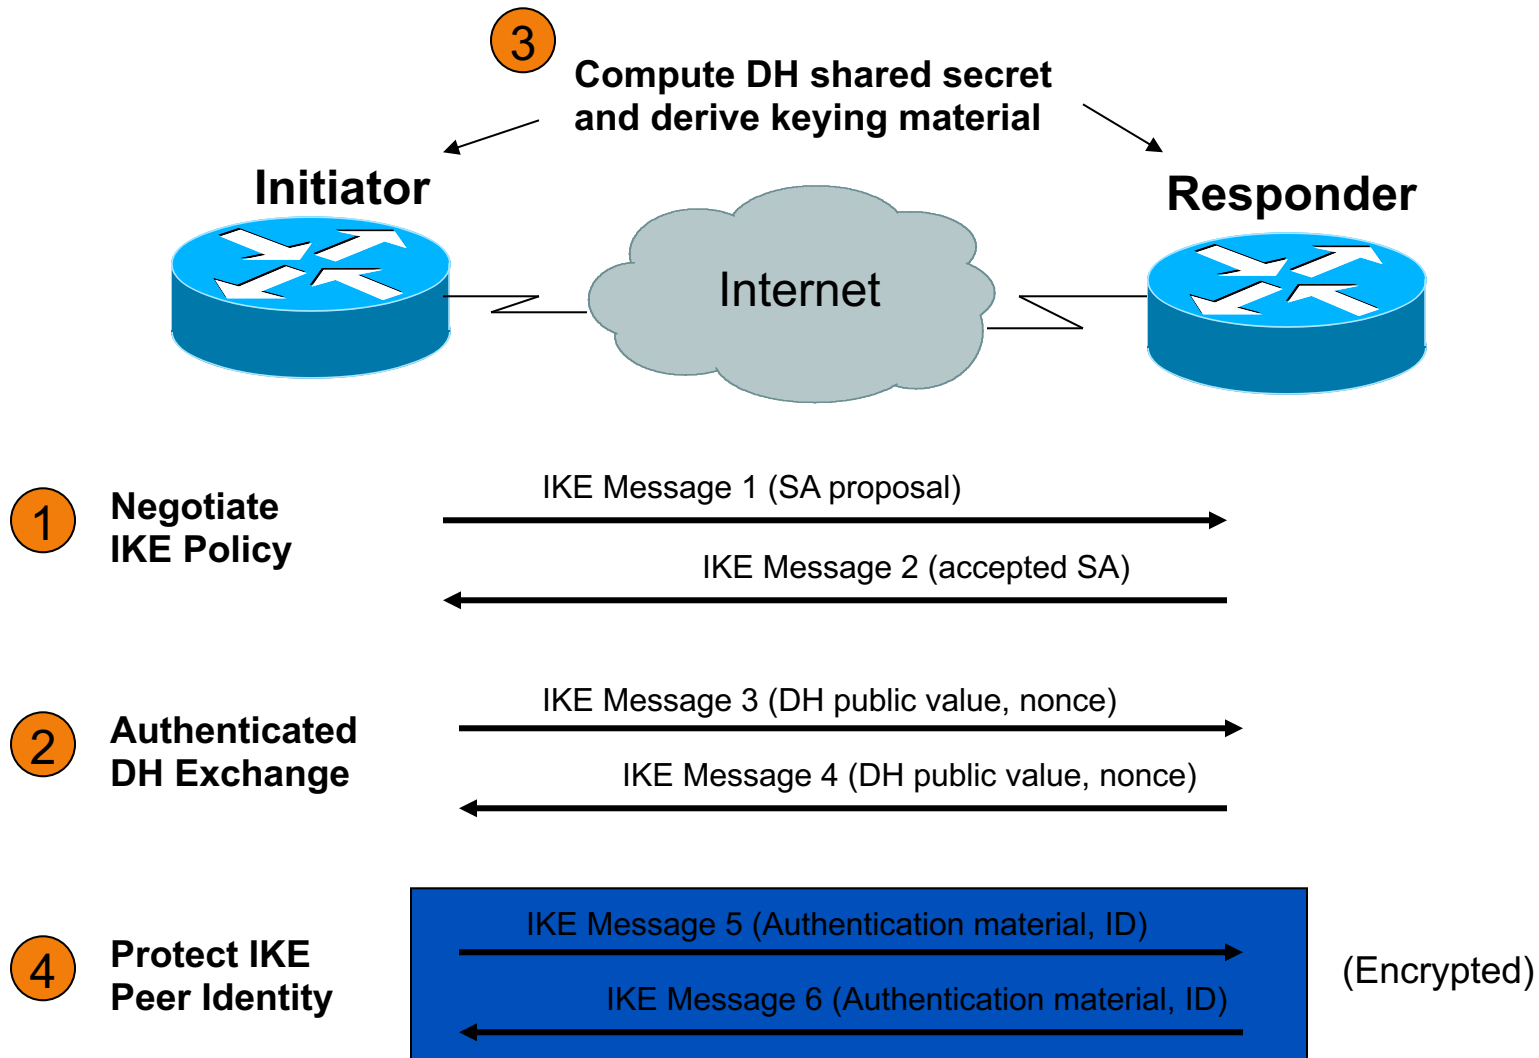 3
Compute DH shared secret
and derive keying material
Initiator
Responder
Internet
1
Negotiate
IKE Policy
IKE Message 1 (SA proposal)
IKE Message 2 (accepted SA)
2
Authenticated
DH Exchange
IKE Message 3 (DH public value, nonce)
IKE Message 4 (DH public value, nonce)
4
Protect IKE
Peer Identity
IKE Message 5 (Authentication material, ID)
IKE Message 6 (Authentication material, ID)
(Encrypted)